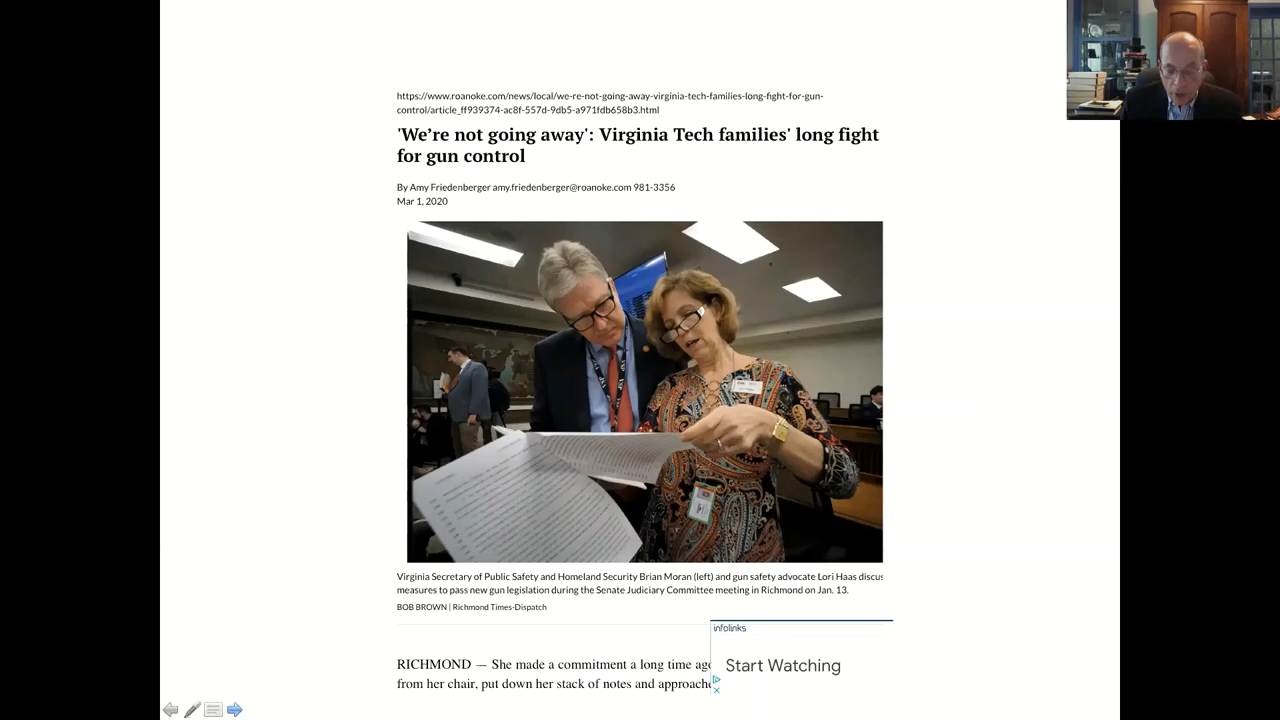 https://www.roanoke.com/news/local/we-re-not-going-away-virginia-tech-families-long-fight-for-gun-
control/article_ff939374-ac8f-557d-9db5-a971fdb658b3.html
'We’re not going away': Virginia Tech families' long fight
for gun control
By Amy Friedenberger amy.friedenberger@roanoke.com 981-3356
Mar 1, 2020
Virginia Secretary of Public Safety and Homeland Security Brian Moran (left) and gun safety advocate Lori Haas discus
measures to pass new gun legislation during the Senate Judiciary Committee meeting in Richmond on Jan. 13.
BOB BROWN | Richmond Times-Dispatch
infolinks
Start Watching
RICHMOND — She made a commitment a long time ago
from her chair, put down her stack of notes and approache